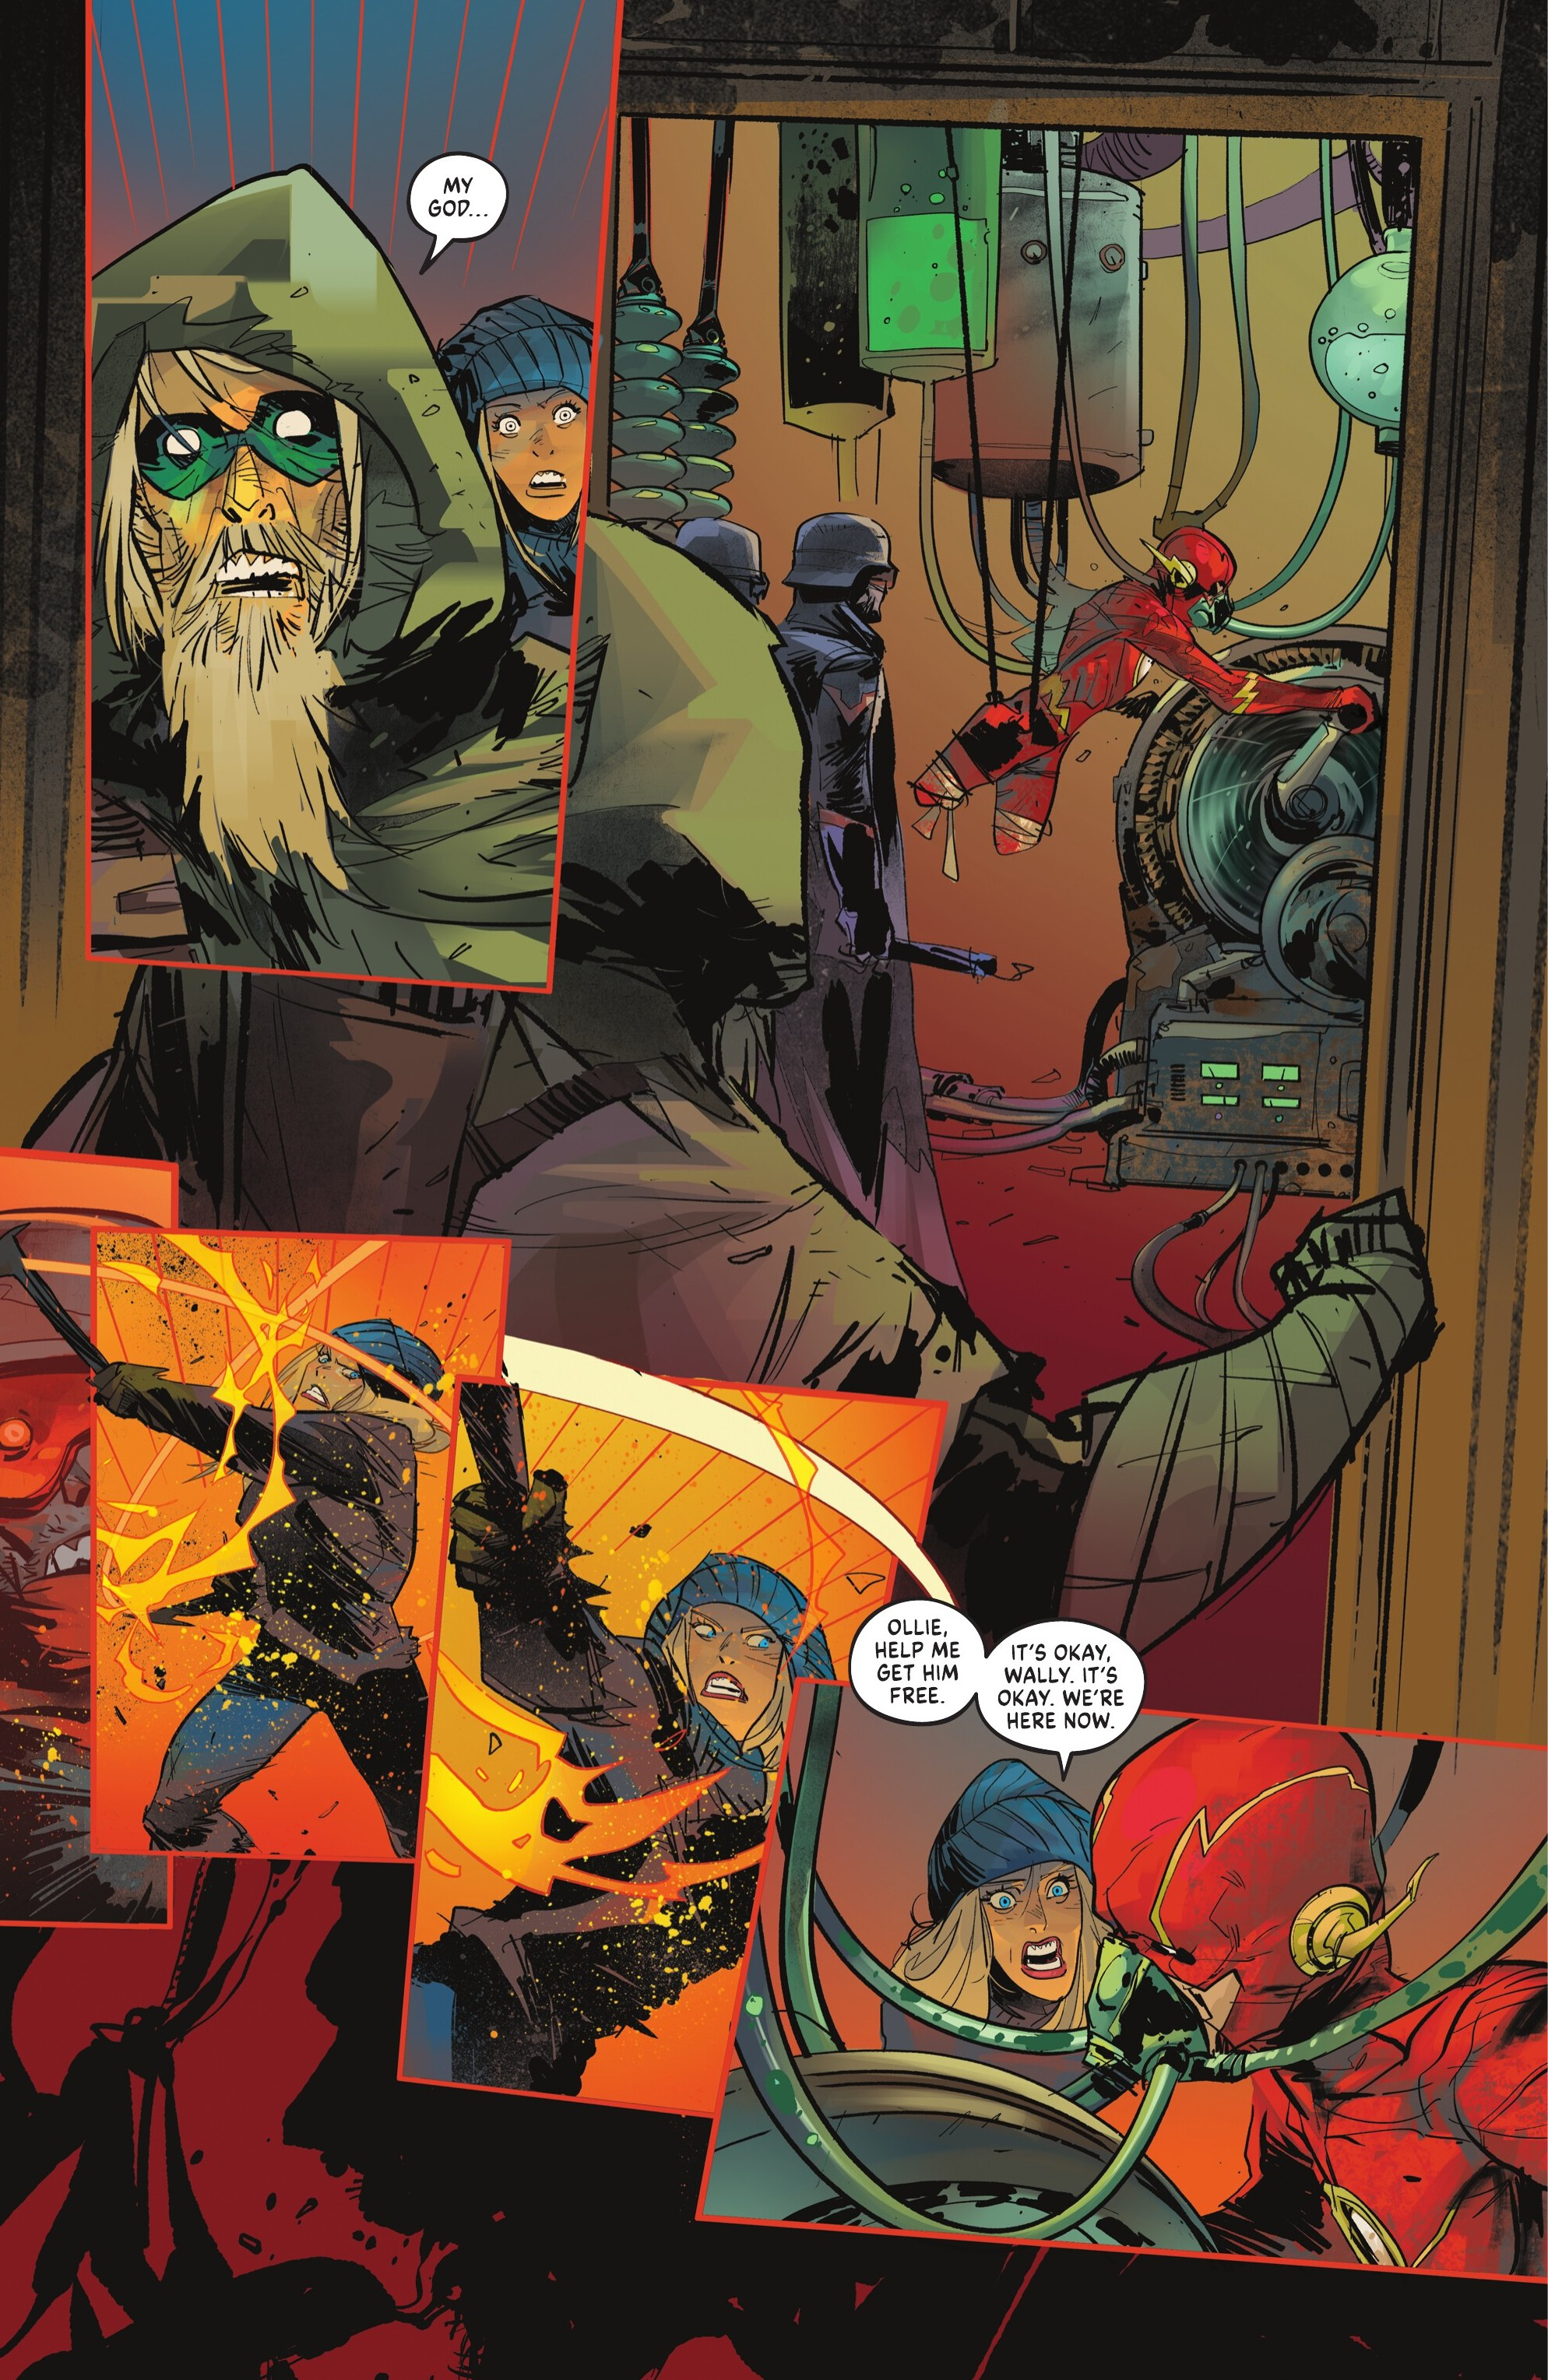 MY
GOD...
OLLIE,
HELP ME
GET HIM
FREE.
IT'S OKAY,
WALLY. IT'S
OKAY. WE'RE
HERE NOW.